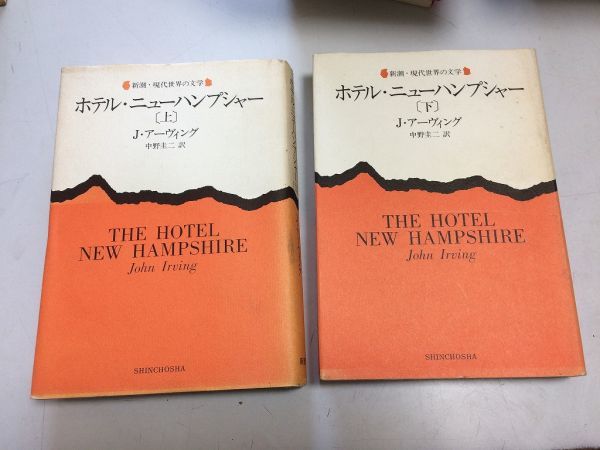 新潮・現代世界の文学
ホテル・ニューハンプシャー
〔上〕
J・アーヴィング
中野圭二 訳
THE HOTEL
NEW HAMPSHIRE
John Irving
SHINCHOSHA
新潮・現代世界の文学
ホテル・ニューハンプシャー
〔下〕
J・アーヴィング
中野圭二 訳
THE HOTEL
NEW HAMPSHIRE
John Irving
SHINCHOSHA